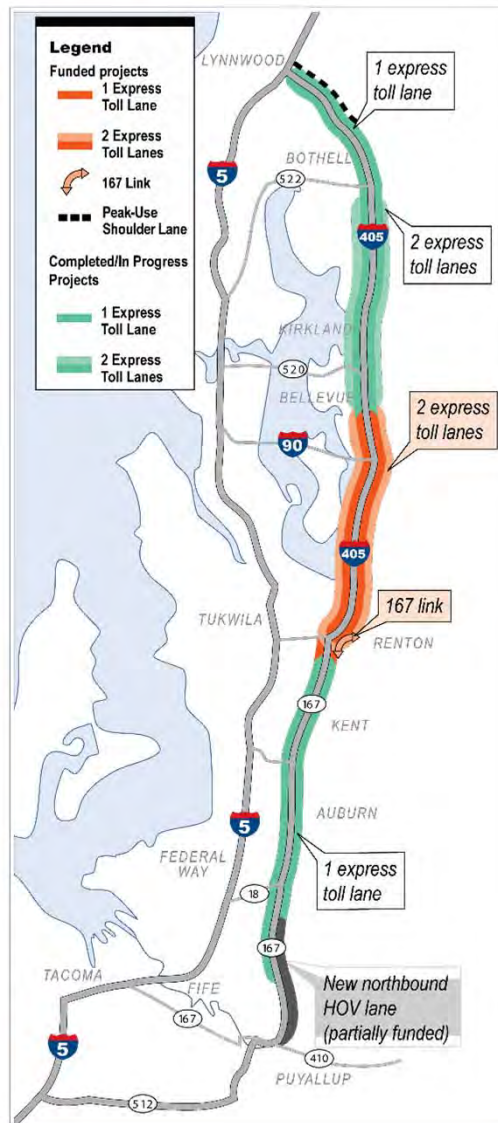 Legend
Funded projects
1 Express
Toll Lane
2 Express
Toll Lanes
167 Link
Peak-Use
Shoulder Lane
Completed/In Progress
Projects
1 Express
Toll Lane
2 Express
Toll Lanes
LYNNWOOD
1 express
toll lane
BOTHELL
5
522
405
2 express
toll lanes
KIRKLAND
520
BELLEVUE
2 express
toll lanes
90
405
167 link
TUKWILA
RENTON
167
KENT
AUBURN
5
FEDERAL
WAY
1 express
toll lane
18
167
TACOMA
FIFE
New northbound
HOV lane
(partially funded)
167
5
410
PUYALLUP
512